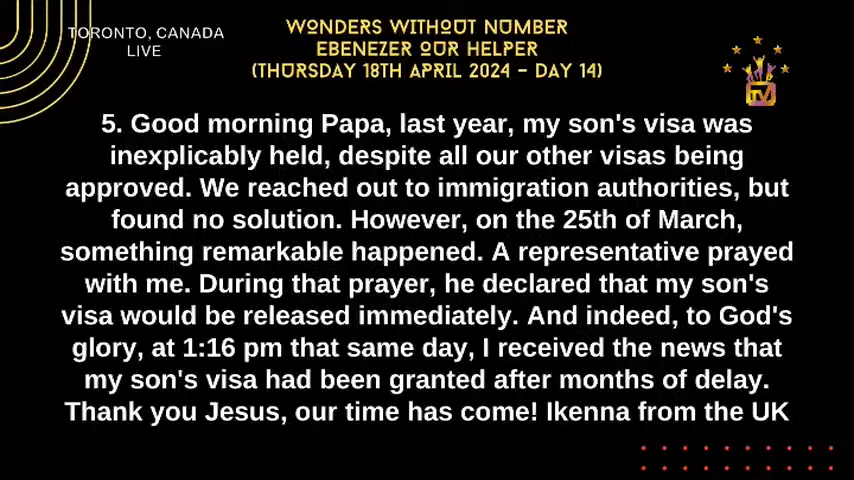 TORONTO, CANADA
LIVE
WONDERS WITHOUT NUMBER
EBENEZER OUR HELPER
(THURSDAY 18TH APRIL 2024 - DAY 14)
TV
5. Good morning Papa, last year, my son's visa was
inexplicably held, despite all our other visas being
approved. We reached out to immigration authorities, but
found no solution. However, on the 25th of March,
something remarkable happened. A representative prayed
with me. During that prayer, he declared that my son's
visa would be released immediately. And indeed, to God's
glory, at 1:16 pm that same day, I received the news that
my son's visa had been granted after months of delay.
Thank you Jesus, our time has come! Ikenna from the UK